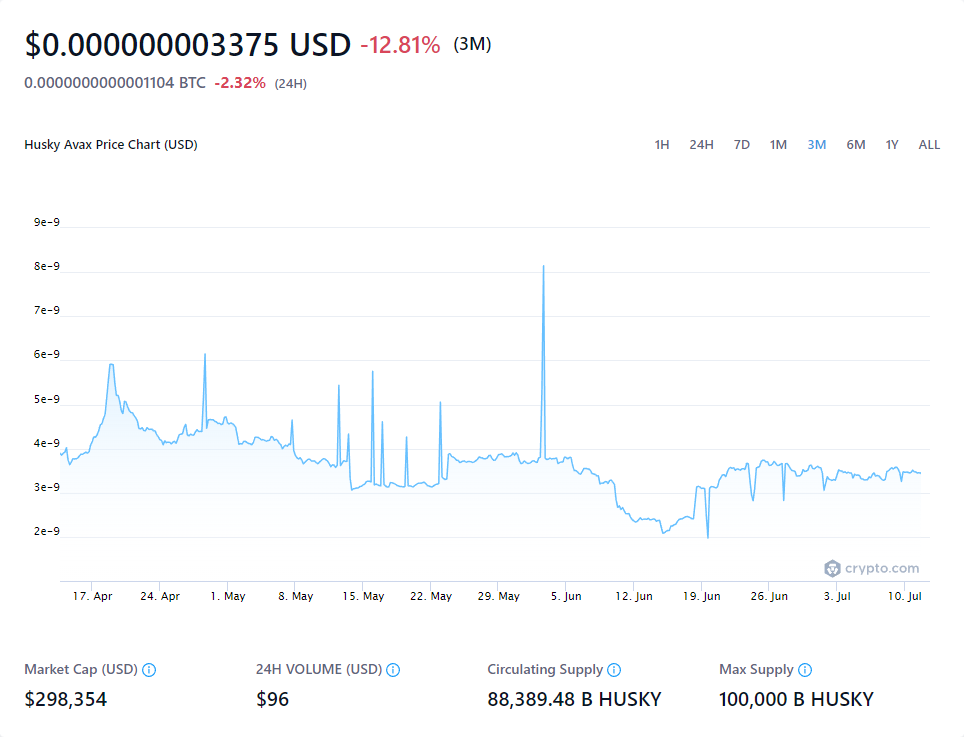 $0.000000003375 USD -12.81% (3M)
0.0000000000001104 BTC -2.32% (24H)
Husky Avax Price Chart (USD) 1H 24H 7D 1M 3M 6M 1Y ALL
9e-9
8e-9
7e-9
6e-9
5e-9
4e-9
3e-9
2e-9
crypto.com
17. Apr 24. Apr 1. May 8. May 15. May 22. May 29. May 5. Jun 12. Jun 19. Jun 26. Jun 3. Jul 10. Jul
Market Cap (USD) 24H VOLUME (USD) Circulating Supply Max Supply
$298,354 $96 88,389.48 B HUSKY 100,000 B HUSKY